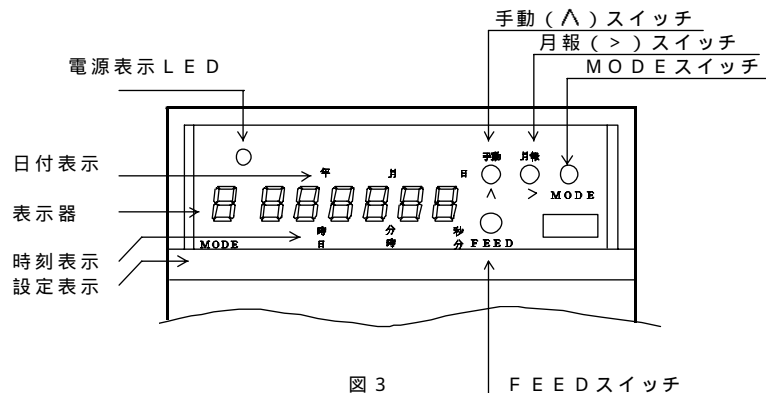 手動(∧)スイッチ
月報(>)スイッチ
MODEスイッチ
電源表示LED
日付表示
表示器
時刻表示
設定表示
年 月 日
手動 月報
∧ > MODE
8 888888
MODE 時 分 秒 FEED
日 時 分
図3 FEEDスイッチ